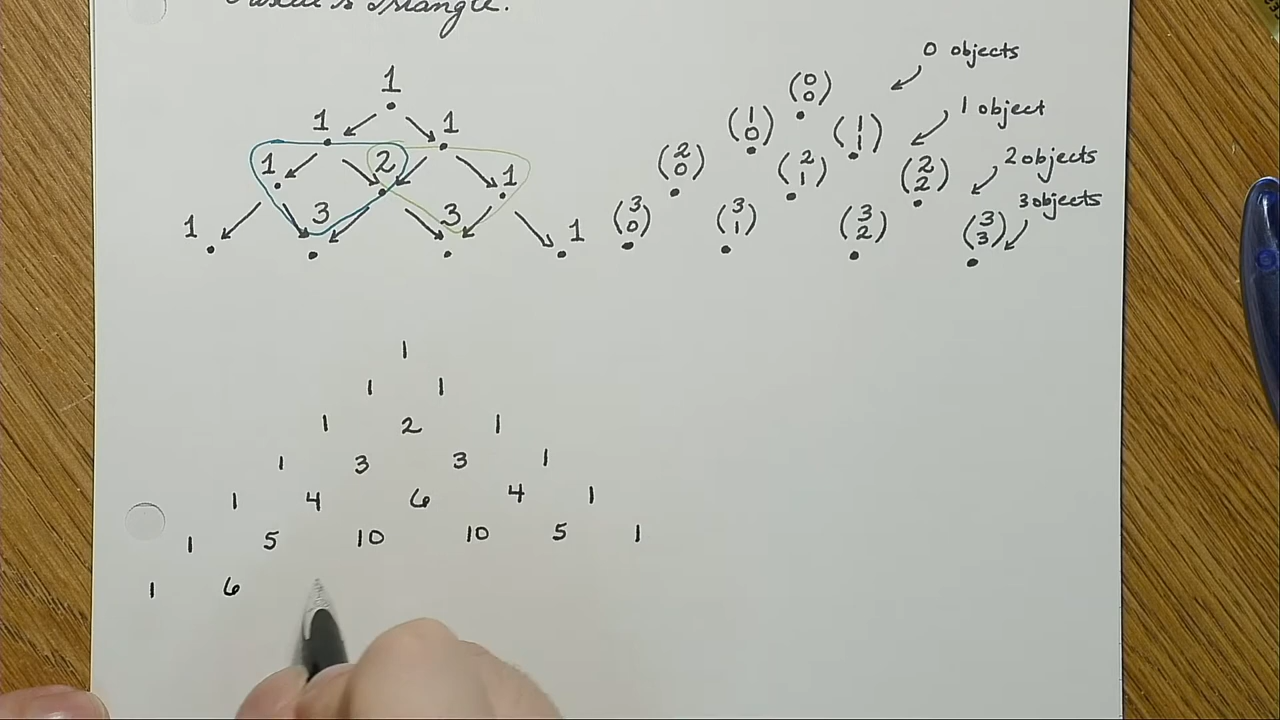 Triangle.
1
1 1
1 2 1
1 3 3 1
(0 0) 0 objects
(1 0) (1 1) 1 object
(2 0) (2 1) (2 2) 2 objects
(3 0) (3 1) (3 2) (3 3) 3 objects
1
1 1
1 2 1
1 3 3 1
1 4 6 4 1
1 5 10 10 5 1
1 6